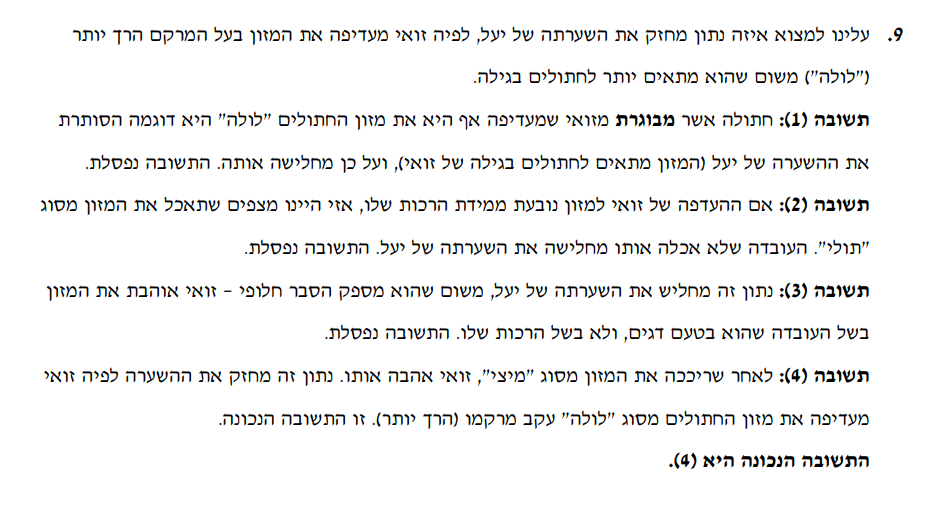 9. עלינו למצוא איזה נתון מחזק את השערתה של יעל, לפיה זואי מעדיפה את המזון בעל המרקם הרך יותר
("לולה") משום שהוא מתאים יותר לחתולים בגילה.
תשובה (1): חתולה אשר מבוגרת מזואי שמעדיפה אף היא את מזון החתולים "לולה" היא דוגמה הסותרת
את ההשערה של יעל (המזון מתאים לחתולים בגילה של זואי), ועל כן מחלישה אותה. התשובה נפסלת.
תשובה (2): אם ההעדפה של זואי למזון נובעת ממידת הרכות שלו, אזי היינו מצפים שתאכל את המזון מסוג
"תולי". העובדה שלא אכלה אותו מחלישה את השערתה של יעל. התשובה נפסלת.
תשובה (3): נתון זה מחליש את השערתה של יעל, משום שהוא מספק הסבר חלופי – זואי אוהבת את המזון
בשל העובדה שהוא בטעם דגים, ולא בשל הרכות שלו. התשובה נפסלת.
תשובה (4): לאחר שריככה את המזון מסוג "מיצי", זואי אהבה אותו. נתון זה מחזק את ההשערה לפיה זואי
מעדיפה את מזון החתולים מסוג "לולה" עקב מרקמו (הרך יותר). זו התשובה הנכונה.
התשובה הנכונה היא (4).